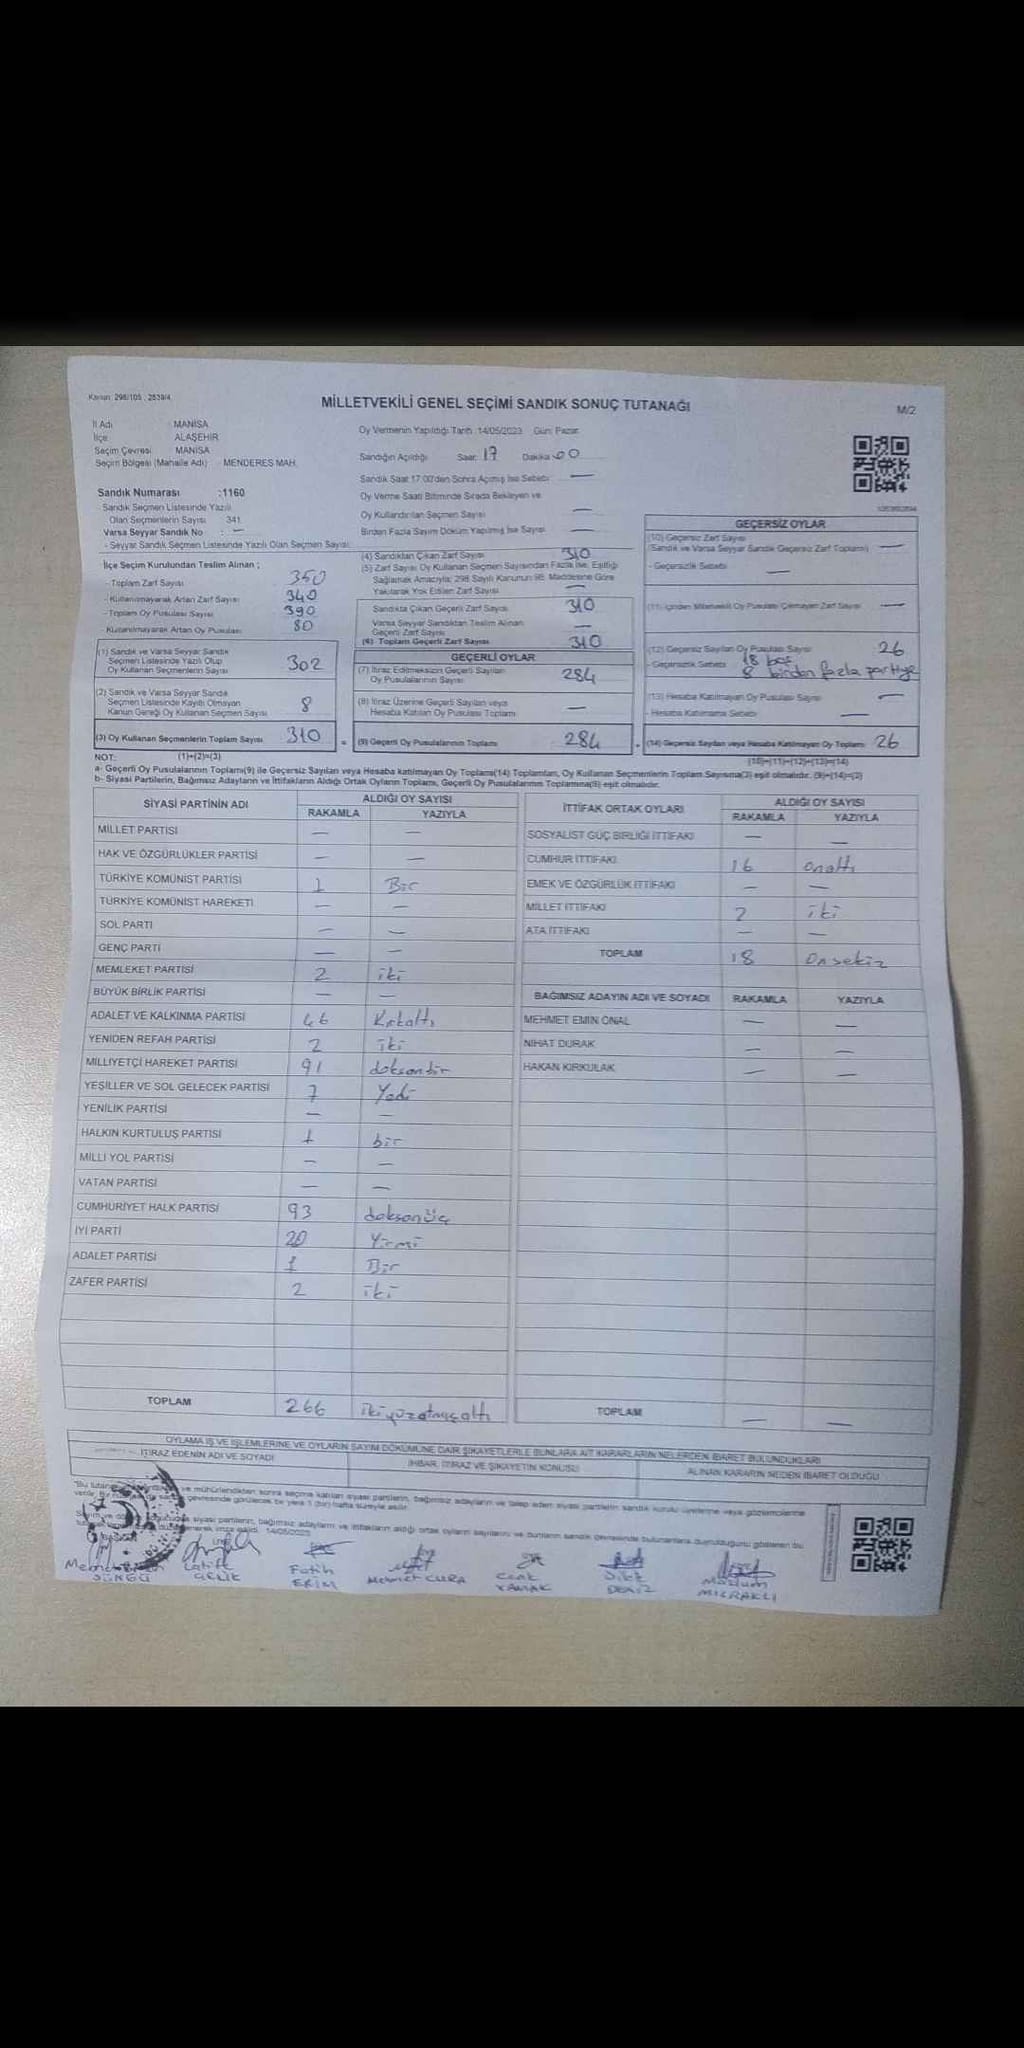 Kanun: 298/105 , 2839/4
MİLLETVEKİLİ GENEL SEÇİMİ SANDIK SONUÇ TUTANAĞI
M/2
İl Adı : MANİSA
İlçe : ALAŞEHİR
Seçim Çevresi : MANİSA
Seçim Bölgesi (Mahalle Adı) : MENDERES MAH.
Oy Vermenin Yapıldığı Tarih :14/05/2023 Gün: Pazar
Sandığın Açıldığı Saat: 17 Dakika: 00
Sandık Saat 17:00'den Sonra Açılmış İse Sebebi: —
Oy Verme Saati Bitiminde Sırada Bekleyen ve
Oy Kullandırılan Seçmen Sayısı —
Birden Fazla Sayım Döküm Yapılmış İse Sayısı —
Sandık Numarası :1160
Sandık Seçmen Listesinde Yazılı
Olan Seçmenlerin Sayısı 341
Varsa Seyyar Sandık No : —
- Seyyar Sandık Seçmen Listesinde Yazılı Olan Seçmen Sayısı:
İlçe Seçim Kurulundan Teslim Alınan ;
- Toplam Zarf Sayısı 350
- Kullanılmayarak Artan Zarf Sayısı 340
- Toplam Oy Pusulası Sayısı 390
- Kullanılmayarak Artan Oy Pusulası 80
(1) Sandık ve Varsa Seyyar Sandık
Seçmen Listesinde Yazılı Olup
Oy Kullanan Seçmenlerin Sayısı 302
(2) Sandık ve Varsa Seyyar Sandık
Seçmen Listesinde Kayıtlı Olmayan
Kanun Gereği Oy Kullanan Seçmen Sayısı 8
(3) Oy Kullanan Seçmenlerin Toplam Sayısı 310
(4) Sandıktan Çıkan Zarf Sayısı 310
(5) Zarf Sayısı Oy Kullanan Seçmen Sayısından Fazla İse, Eşitliği
Sağlamak Amacıyla; 298 Sayılı Kanunun 98. Maddesine Göre
Yakılarak Yok Edilen Zarf Sayısı —
Sandıkta Çıkan Geçerli Zarf Sayısı 310
Varsa Seyyar Sandıktan Teslim Alınan
Geçerli Zarf Sayısı —
(6) Toplam Geçerli Zarf Sayısı 310
GEÇERLİ OYLAR
(7) İtiraz Edilmeksizin Geçerli Sayılan
Oy Pusulalarının Sayısı 284
(8) İtiraz Üzerine Geçerli Sayılan veya
Hesaba Katılan Oy Pusulası Toplamı —
= (9) Geçerli Oy Pusulalarının Toplamı 284
GEÇERSİZ OYLAR
(10) Geçersiz Zarf Sayısı
(Sandık ve Varsa Seyyar Sandık Geçersiz Zarf Toplamı) —
- Geçersizlik Sebebi —
(11) İçinden Milletvekili Oy Pusulası Çıkmayan Zarf Sayısı —
(12) Geçersiz Sayılan Oy Pusulası Sayısı 26
- Geçersizlik Sebebi 18 boş
8 birden fazla partiye
(13) Hesaba Katılmayan Oy Pusulası Sayısı —
- Hesaba Katılmama Sebebi —
+ (14) Geçersiz Sayılan veya Hesaba Katılmayan Oy Toplamı 26
NOT: (1)+(2)=(3)
(10)+(11)+(12)+(13)=(14)
a- Geçerli Oy Pusulalarının Toplamı(9) ile Geçersiz Sayılan veya Hesaba katılmayan Oy Toplamı(14) Toplamları, Oy Kullanan Seçmenlerin Toplam Sayısına(3) eşit olmalıdır. (9)+(14)=(3)
b- Siyasi Partilerin, Bağımsız Adayların ve İttifakların Aldığı Ortak Oyların Toplamı, Geçerli Oy Pusulalarının Toplamına(9) eşit olmalıdır.
SİYASİ PARTİNİN ADI ALDIĞI OY SAYISI
RAKAMLA YAZIYLA
MİLLET PARTİSİ — —
HAK VE ÖZGÜRLÜKLER PARTİSİ — —
TÜRKİYE KOMÜNİST PARTİSİ 1 Bir
TÜRKİYE KOMÜNİST HAREKETİ — —
SOL PARTİ — —
GENÇ PARTİ — —
MEMLEKET PARTİSİ 2 iki
BÜYÜK BİRLİK PARTİSİ — —
ADALET VE KALKINMA PARTİSİ 46 Kırkaltı
YENİDEN REFAH PARTİSİ 2 iki
MİLLİYETÇİ HAREKET PARTİSİ 91 doksanbir
YEŞİLLER VE SOL GELECEK PARTİSİ 7 Yedi
YENİLİK PARTİSİ — —
HALKIN KURTULUŞ PARTİSİ 1 bir
MİLLİ YOL PARTİSİ — —
VATAN PARTİSİ — —
CUMHURİYET HALK PARTİSİ 93 doksanüç
İYİ PARTİ 20 Yirmi
ADALET PARTİSİ 1 Bir
ZAFER PARTİSİ 2 iki
TOPLAM 266 ikiyüzatmışaltı
İTTİFAK ORTAK OYLARI ALDIĞI OY SAYISI
RAKAMLA YAZIYLA
SOSYALİST GÜÇ BİRLİĞİ İTTİFAKI — —
CUMHUR İTTİFAKI 16 onaltı
EMEK VE ÖZGÜRLÜK İTTİFAKI — —
MİLLET İTTİFAKI 2 iki
ATA İTTİFAKI — —
TOPLAM 18 Onsekiz
BAĞIMSIZ ADAYIN ADI VE SOYADI RAKAMLA YAZIYLA
MEHMET EMİN ÖNAL — —
NİHAT DURAK — —
HAKAN KIRKULAK — —
TOPLAM — —
OYLAMA İŞ VE İŞLEMLERİNE VE OYLARIN SAYIM DÖKÜMÜNE DAİR ŞİKAYETLERLE BUNLARA AİT KARARLARIN NELERDEN İBARET BULUNDUKLARI
İTİRAZ EDENİN ADI VE SOYADI
İHBAR, İTİRAZ VE ŞİKAYETİN KONUSU
ALINAN KARARIN NEDEN İBARET OLDUĞU
ve mühürlendikten sonra seçime katılan siyasi partilerin, bağımsız adayların ve talep eden siyasi partilerin sandık kurulu üyelerine veya gözlemcilerine
çevresinde görülecek bir yere 1 (bir) hafta süreyle asılır.
siyasi partilerin, bağımsız adayların ve ittifakların aldığı ortak oyların sayılarını ve bunların sandık çevresinde bulunanlara duyurulduğunu gösteren bu
imza edildi. 14/05/2023
Latife ÇELİK
Fatih ERİM
Mehmet CURA
Cenk YAMAK
DENİZ
Mazlum MIZRAKLI